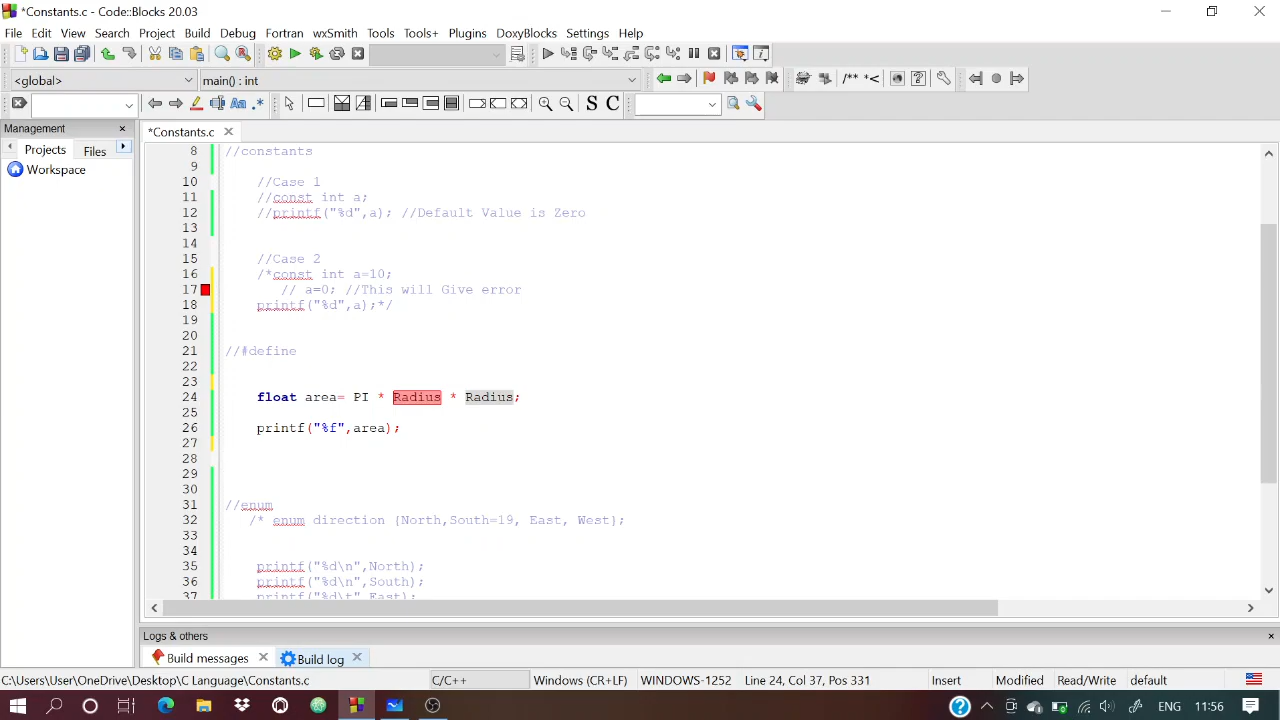 *Constants.c - Code::Blocks 20.03
File Edit View Search Project Build Debug Fortran wxSmith Tools Tools+ Plugins DoxyBlocks Settings Help
<global> main() : int /** *<
Aa .* S C
Management
*Constants.c
Projects Files
Workspace
8 //constants
9
10 //Case 1
11 //const int a;
12 //printf("%d",a); //Default Value is Zero
13
14
15 //Case 2
16 /*const int a=10;
17 // a=0; //This will Give error
18 printf("%d",a);*/
19
20
21 //#define
22
23
24 float area= PI * Radius * Radius;
25
26 printf("%f",area);
27
28
29
30
31 //enum
32 /* enum direction {North,South=19, East, West};
33
34
35 printf("%d\n",North);
36 printf("%d\n",South);
37 printf("%d\t",East);
Logs & others
Build messages Build log
C:\Users\User\OneDrive\Desktop\C Language\Constants.c C/C++ Windows (CR+LF) WINDOWS-1252 Line 24, Col 37, Pos 331 Insert Modified Read/Write default
ENG 11:56